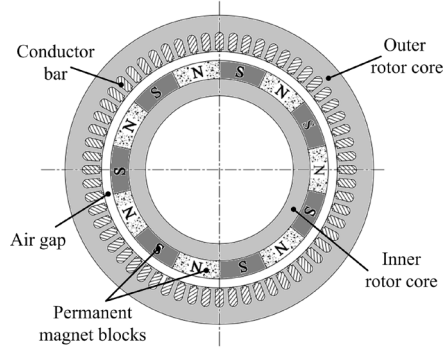 Conductor
bar
Outer
rotor core
N
S
S
N
N
S
S
N
N
S
S
N
N
S
Air gap
Inner
rotor core
Permanent
magnet blocks